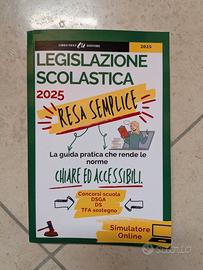 2025
LEGISLAZIONE
SCOLASTICA
2025
RESA SEMPLICE
La guida pratica che rende le
norme
CHIARE ED ACCESSIBILI.
Concorsi scuola
DSGA
DS
TFA sostegno
Simulatore
Online
subito